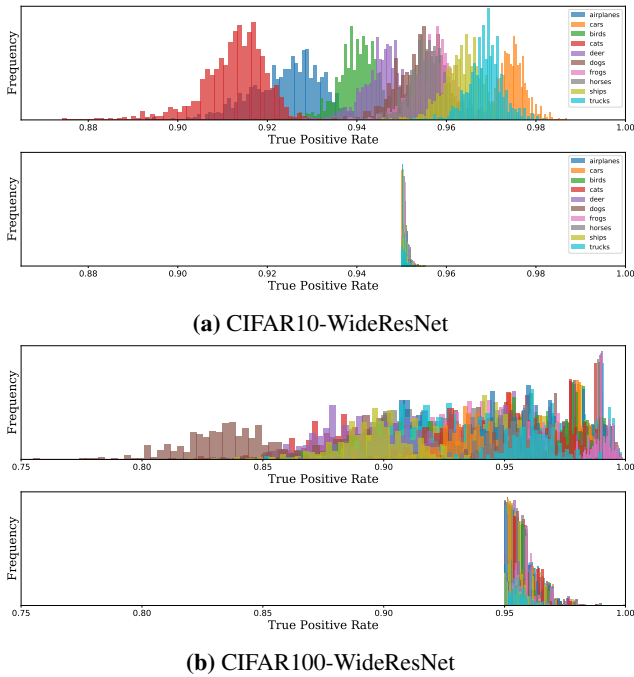 Frequency
airplanes
cars
birds
cats
deer
dogs
frogs
horses
ships
trucks
0.88 0.90 0.92 0.94 0.96 0.98 1.00
True Positive Rate
Frequency
airplanes
cars
birds
cats
deer
dogs
frogs
horses
ships
trucks
0.88 0.90 0.92 0.94 0.96 0.98 1.00
True Positive Rate
(a) CIFAR10-WideResNet
Frequency
0.75 0.80 0.85 0.90 0.95 1.00
True Positive Rate
Frequency
0.75 0.80 0.85 0.90 0.95 1.00
True Positive Rate
(b) CIFAR100-WideResNet